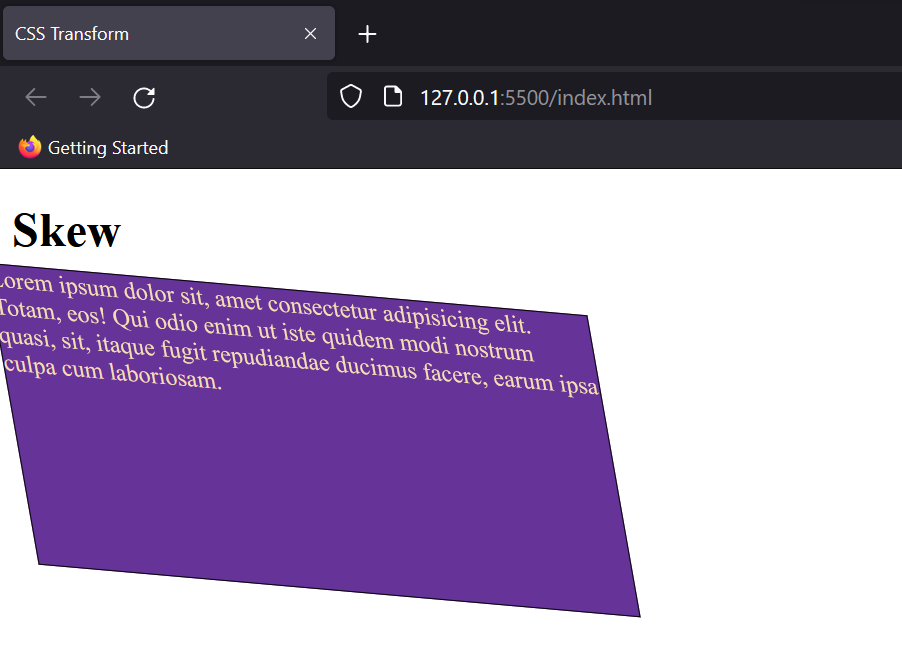 CSS Transform
127.0.0.1:5500/index.html
Getting Started
Skew
Lorem ipsum dolor sit, amet consectetur adipisicing elit.
Totam, eos! Qui odio enim ut iste quidem modi nostrum
quasi, sit, itaque fugit repudiandae ducimus facere, earum ipsa
culpa cum laboriosam.